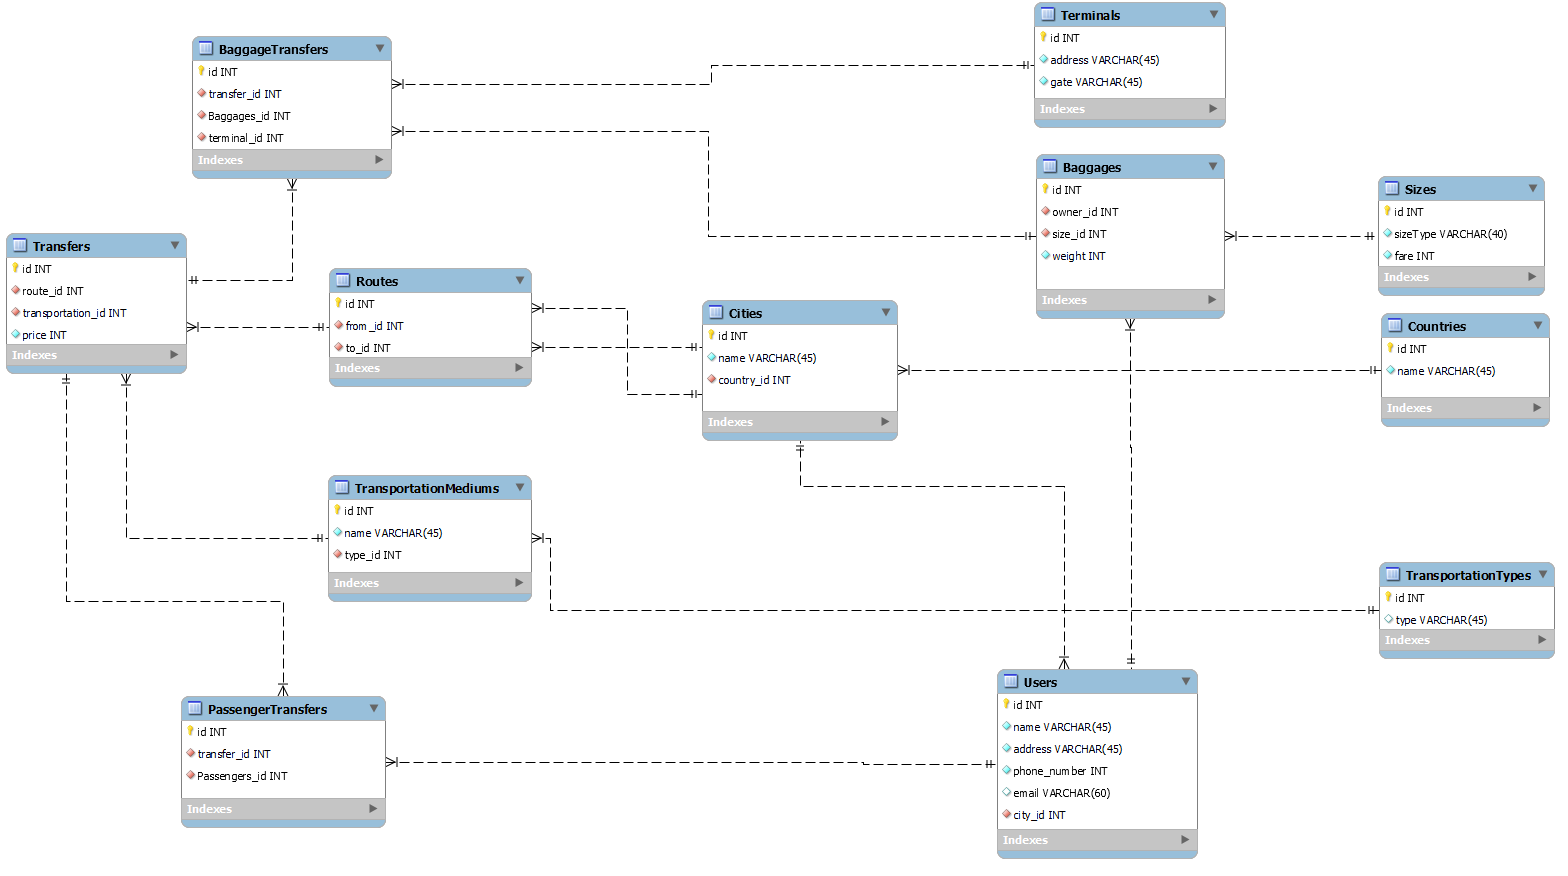 BaggageTransfers
id INT
transfer_id INT
Baggages_id INT
terminal_id INT
Indexes
Terminals
id INT
address VARCHAR(45)
gate VARCHAR(45)
Indexes
Baggages
id INT
owner_id INT
size_id INT
weight INT
Indexes
Sizes
id INT
sizeType VARCHAR(40)
fare INT
Indexes
Transfers
id INT
route_id INT
transportation_id INT
price INT
Indexes
Routes
id INT
from_id INT
to_id INT
Indexes
Cities
id INT
name VARCHAR(45)
country_id INT
Indexes
Countries
id INT
name VARCHAR(45)
Indexes
TransportationMediums
id INT
name VARCHAR(45)
type_id INT
Indexes
TransportationTypes
id INT
type VARCHAR(45)
Indexes
PassengerTransfers
id INT
transfer_id INT
Passengers_id INT
Indexes
Users
id INT
name VARCHAR(45)
address VARCHAR(45)
phone_number INT
email VARCHAR(60)
city_id INT
Indexes